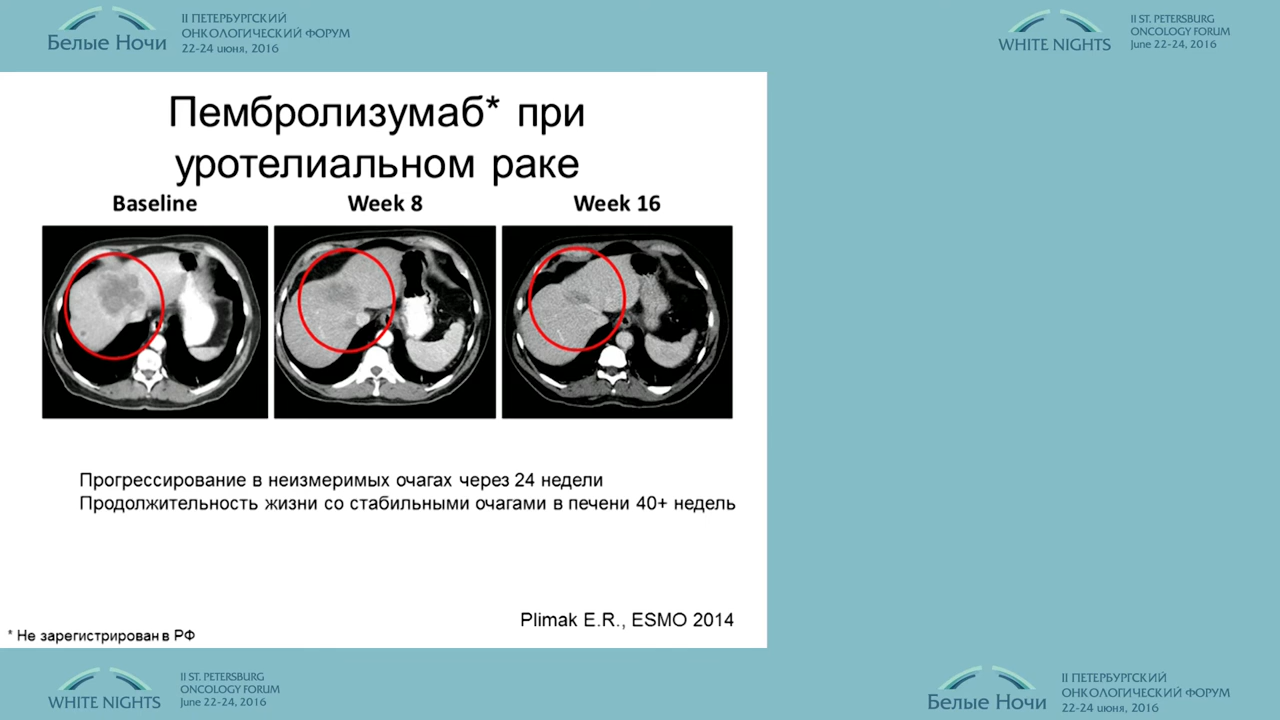 Белые Ночи
II ПЕТЕРБУРГСКИЙ
ОНКОЛОГИЧЕСКИЙ ФОРУМ
22-24 июня, 2016
WHITE NIGHTS
II ST. PETERSBURG
ONCOLOGY FORUM
June 22-24, 2016
Пембролизумаб* при
уротелиальном раке
Baseline
Week 8
Week 16
Прогрессирование в неизмеримых очагах через 24 недели
Продолжительность жизни со стабильными очагами в печени 40+ недель
Plimak E.R., ESMO 2014
* Не зарегистрирован в РФ
WHITE NIGHTS
II ST. PETERSBURG
ONCOLOGY FORUM
June 22-24, 2016
Белые Ночи
II ПЕТЕРБУРГСКИЙ
ОНКОЛОГИЧЕСКИЙ ФОРУМ
22-24 июня, 2016